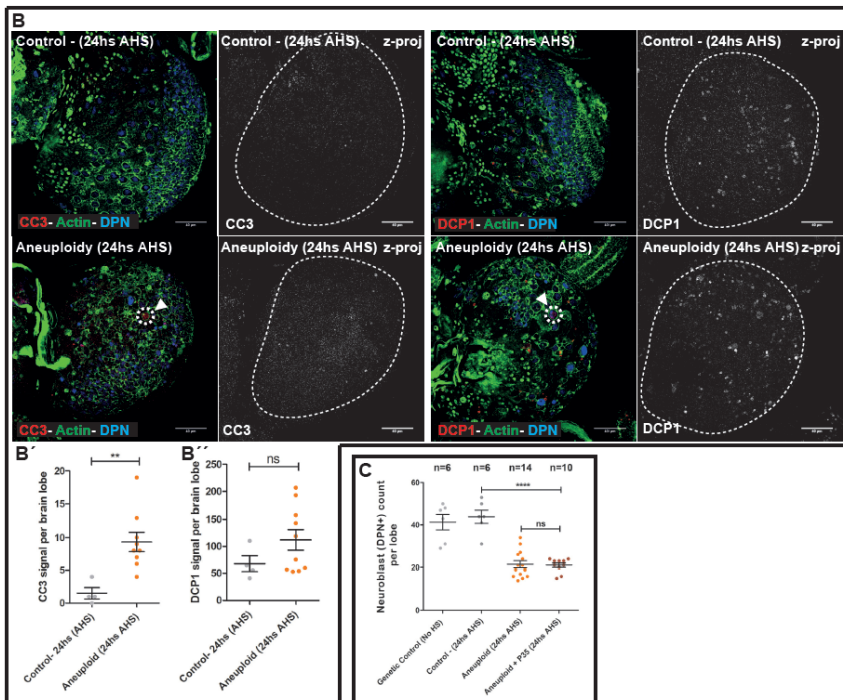 B
Control - (24hs AHS)
Control - (24hs AHS) z-proj
Control - (24hs AHS)
Control - (24hs AHS) z-proj
CC3- Actin- DPN
CC3
DCP1- Actin- DPN
DCP1
Aneuploidy (24hs AHS)
Aneuploidy (24hs AHS) z-proj
Aneuploidy (24hs AHS)
Aneuploidy (24hs AHS) z-proj
CC3- Actin- DPN
CC3
DCP1- Actin- DPN
DCP1
B´
**
CC3 signal per brain lobe
20
15
10
5
0
Control- 24hs (AHS)
Aneuploid (24hs AHS)
B´´
ns
DCP1 signal per brain lobe
250
200
150
100
50
0
Control- 24hs (AHS)
Aneuploid (24hs AHS)
C
n=6 n=6 n=14 n=10
****
ns
Neuroblast (DPN+) count
per lobe
60
40
20
0
Genetic Control (No HS)
Control - (24hs AHS)
Aneuploid (24hs AHS)
Aneuploid + P35 (24hs AHS)